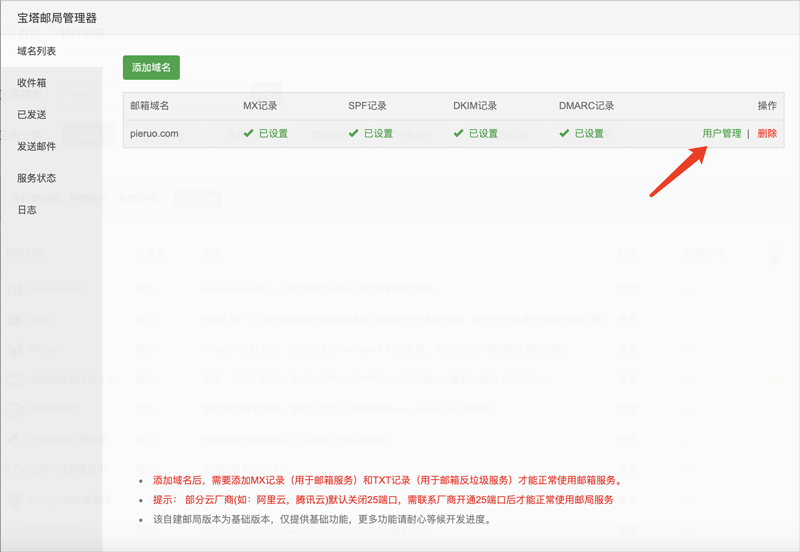 宝塔邮局管理器
域名列表
收件箱
已发送
发送邮件
服务状态
日志
添加域名
邮箱域名 MX记录 SPF记录 DKIM记录 DMARC记录 操作
pieruo.com 已设置 已设置 已设置 已设置 用户管理 | 删除
添加域名后，需要添加MX记录（用于邮箱服务）和TXT记录（用于邮箱反垃圾服务）才能正常使用邮箱服务。
提示： 部分云厂商(如：阿里云，腾讯云)默认关闭25端口，需联系厂商开通25端口后才能正常使用邮局服务
该自建邮局版本为基础版本，仅提供基础功能，更多功能请耐心等候开发进度。